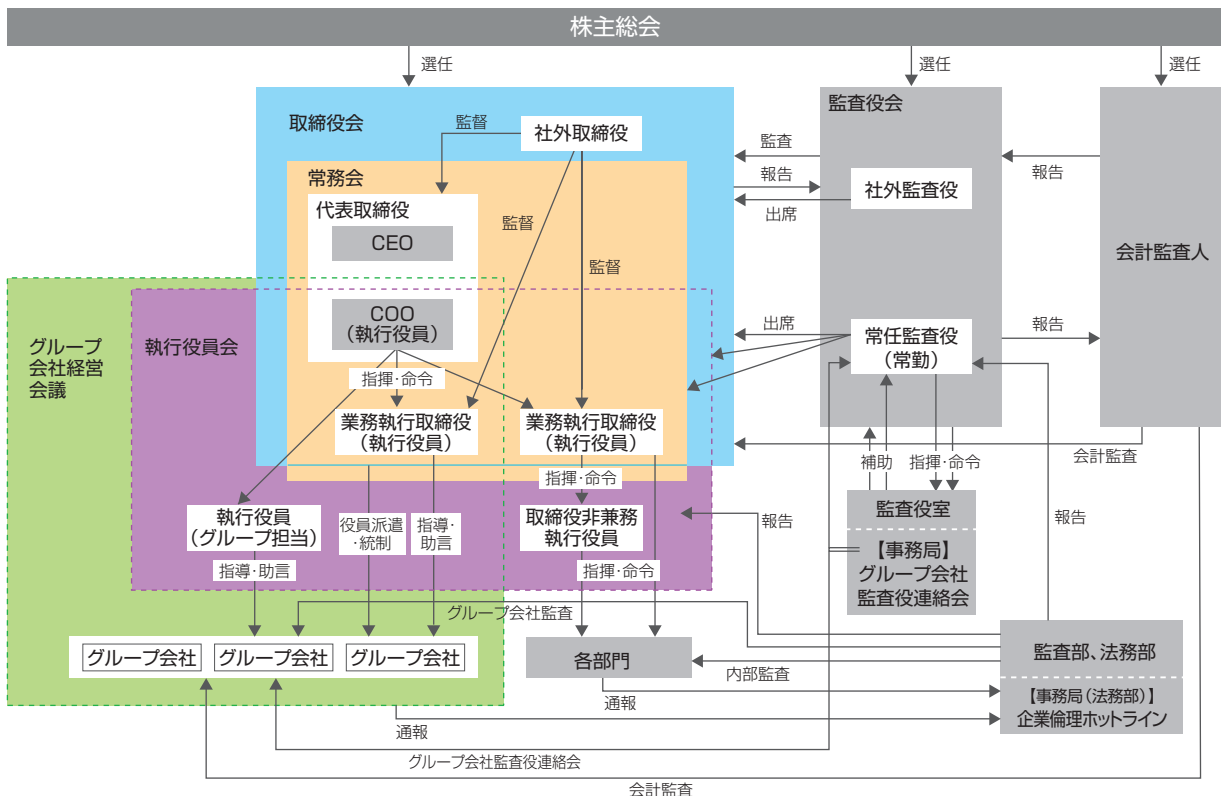 株主総会
選任
選任
選任
取締役会
監督
社外取締役
常務会
代表取締役
CEO
監督
監督
COO
(執行役員)
グループ
会社経営
会議
執行役員会
指揮・命令
業務執行取締役
(執行役員)
業務執行取締役
(執行役員)
指揮・命令
執行役員
(グループ担当)
役員派遣
・統制
指導・
助言
取締役非兼務
執行役員
指導・助言
指揮・命令
グループ会社
グループ会社
グループ会社
各部門
監査役会
監査
報告
出席
社外監査役
報告
会計監査人
出席
常任監査役
(常勤)
報告
会計監査
補助
指揮・命令
監査役室
【事務局】
グループ会社
監査役連絡会
報告
報告
グループ会社監査
内部監査
監査部、法務部
【事務局(法務部)】
企業倫理ホットライン
通報
通報
グループ会社監査役連絡会
会計監査